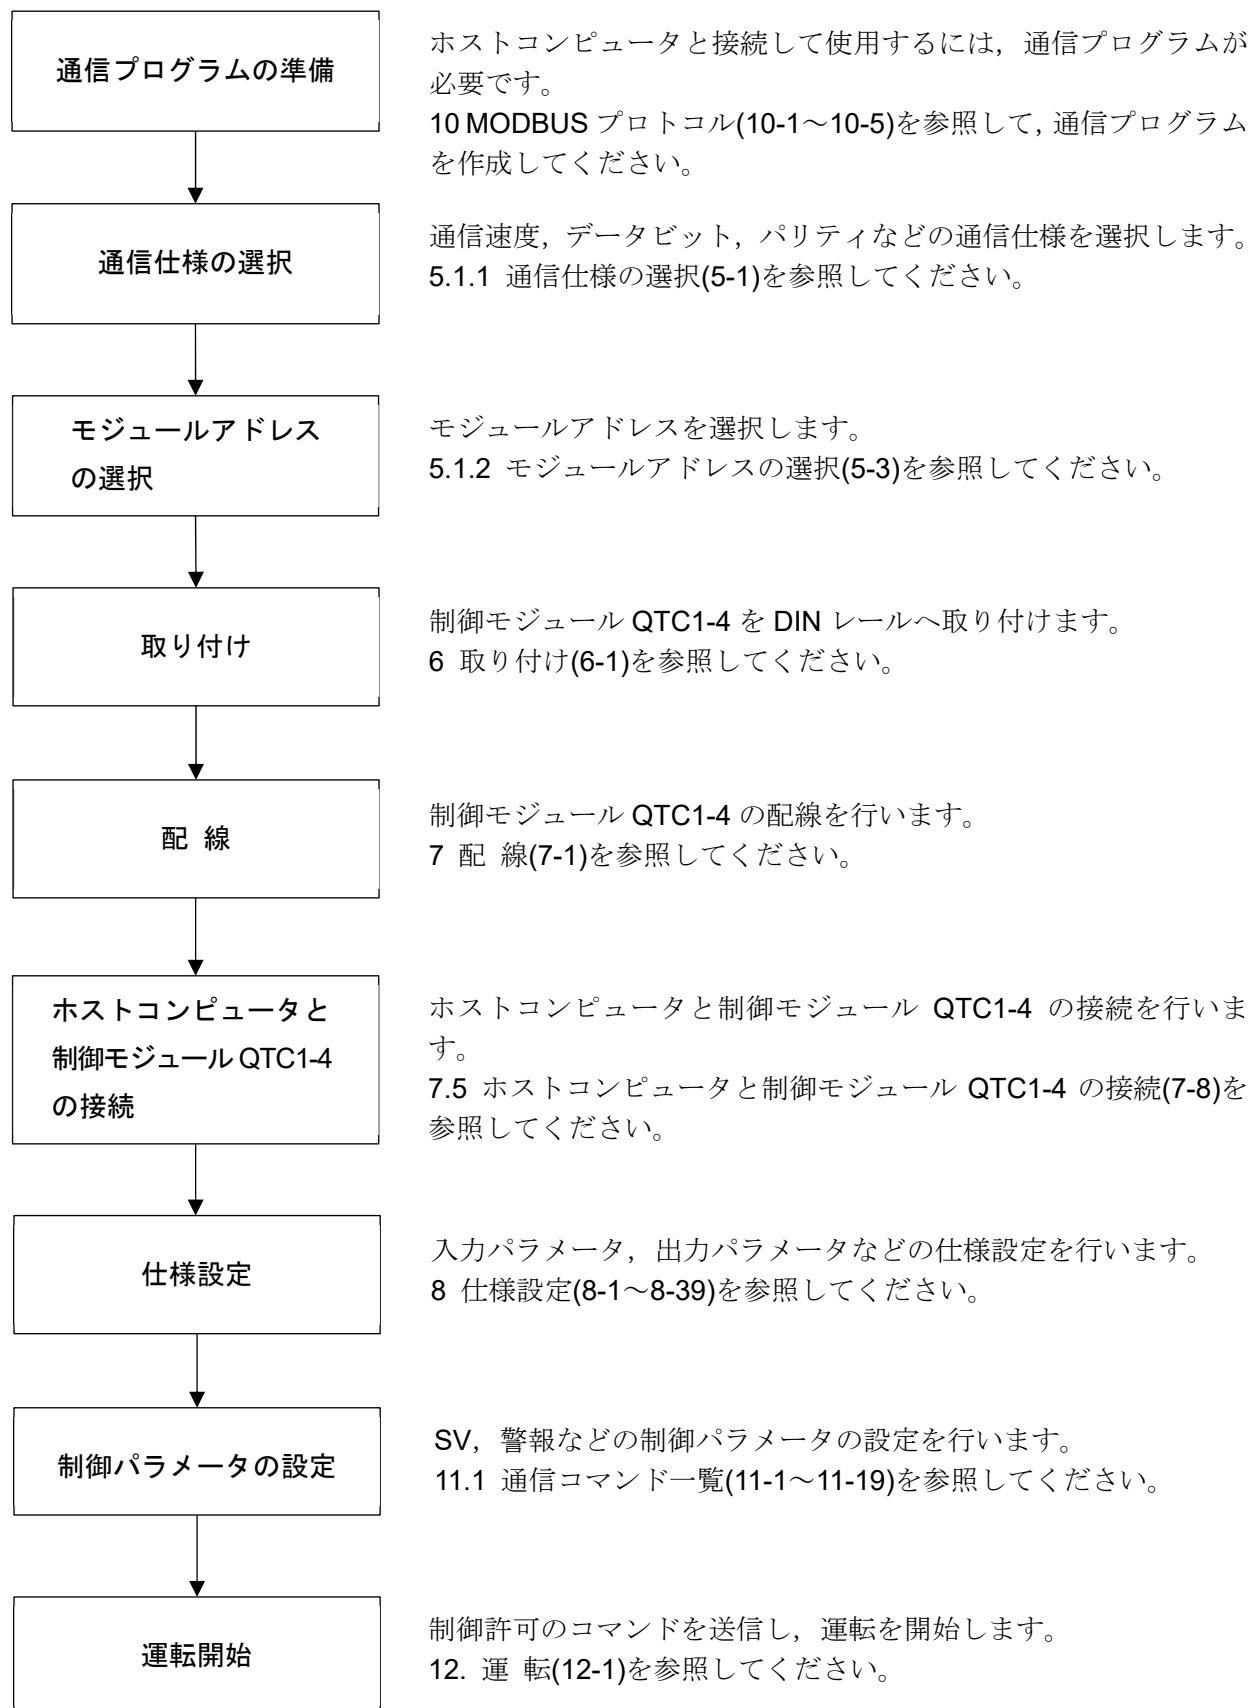 通信プログラムの準備
ホストコンピュータと接続して使用するには，通信プログラムが
必要です。
10 MODBUS プロトコル(10-1～10-5)を参照して，通信プログラム
を作成してください。
通信仕様の選択
通信速度，データビット，パリティなどの通信仕様を選択します。
5.1.1 通信仕様の選択(5-1)を参照してください。
モジュールアドレス
の選択
モジュールアドレスを選択します。
5.1.2 モジュールアドレスの選択(5-3)を参照してください。
取り付け
制御モジュール QTC1-4 を DIN レールへ取り付けます。
6 取り付け(6-1)を参照してください。
配 線
制御モジュール QTC1-4 の配線を行います。
7 配 線(7-1)を参照してください。
ホストコンピュータと
制御モジュール QTC1-4
の接続
ホストコンピュータと制御モジュール QTC1-4 の接続を行いま
す。
7.5 ホストコンピュータと制御モジュール QTC1-4 の接続(7-8)を
参照してください。
仕様設定
入力パラメータ，出力パラメータなどの仕様設定を行います。
8 仕様設定(8-1～8-39)を参照してください。
制御パラメータの設定
SV，警報などの制御パラメータの設定を行います。
11.1 通信コマンド一覧(11-1～11-19)を参照してください。
運転開始
制御許可のコマンドを送信し，運転を開始します。
12. 運 転(12-1)を参照してください。